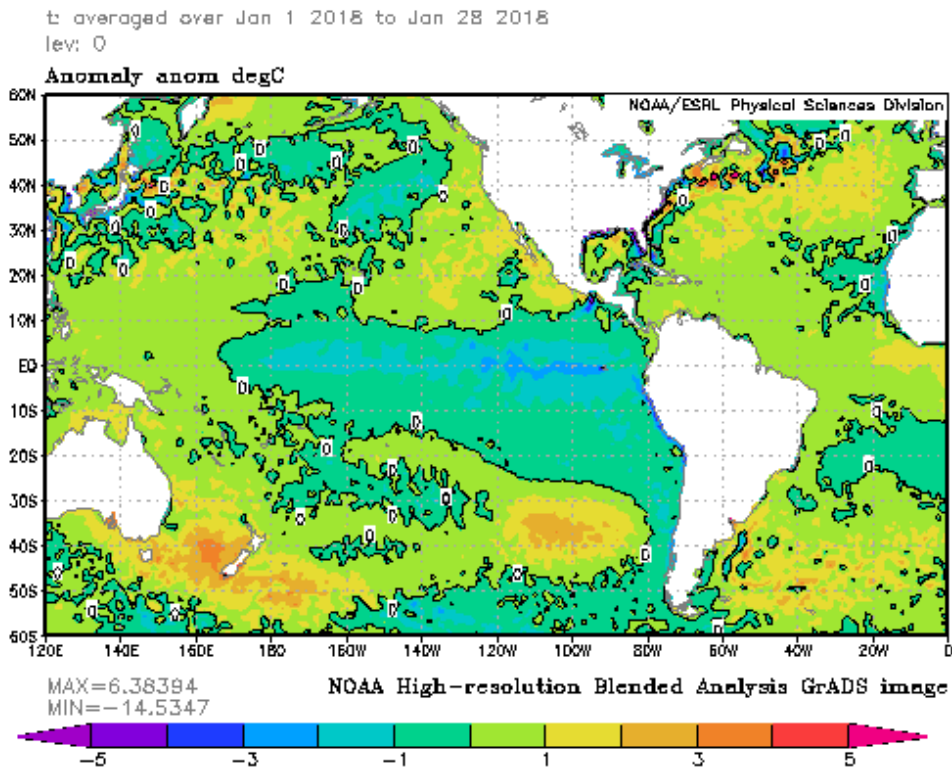 t: averaged over Jan 1 2018 to Jan 28 2018
lev: 0
Anomaly anom degC
NOAA/ESRL Physical Sciences Division
60N
50N
40N
30N
20N
10N
EQ
10S
20S
30S
40S
50S
60S
120E 140E 160E 180 160W 140W 120W 100W 80W 60W 40W 20W 0
MAX=6.38394
MIN=-14.5347
NOAA High-resolution Blended Analysis GrADS image
-5 -3 -1 1 3 5